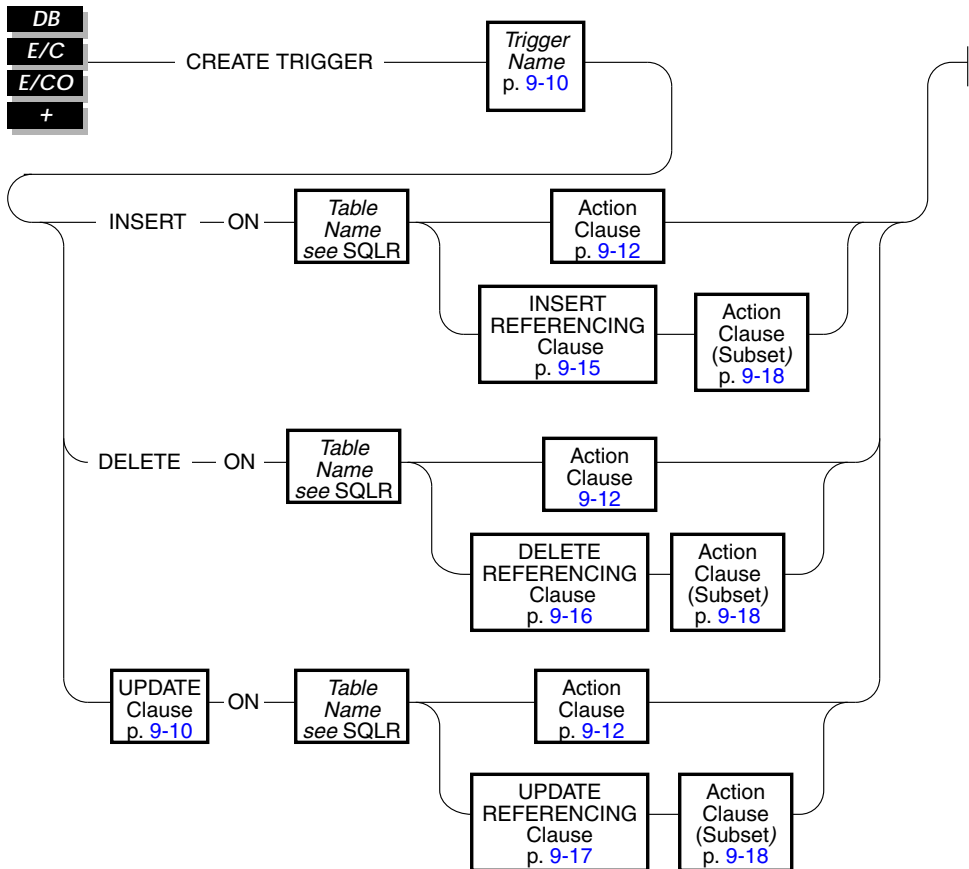 DB
E/C
E/CO
+
CREATE TRIGGER
Trigger
Name
p. 9-10
INSERT
ON
Table
Name
see SQLR
Action
Clause
p. 9-12
INSERT
REFERENCING
Clause
p. 9-15
Action
Clause
(Subset)
p. 9-18
DELETE
ON
Table
Name
see SQLR
Action
Clause
9-12
DELETE
REFERENCING
Clause
p. 9-16
Action
Clause
(Subset)
p. 9-18
UPDATE
Clause
p. 9-10
ON
Table
Name
see SQLR
Action
Clause
p. 9-12
UPDATE
REFERENCING
Clause
p. 9-17
Action
Clause
(Subset)
p. 9-18